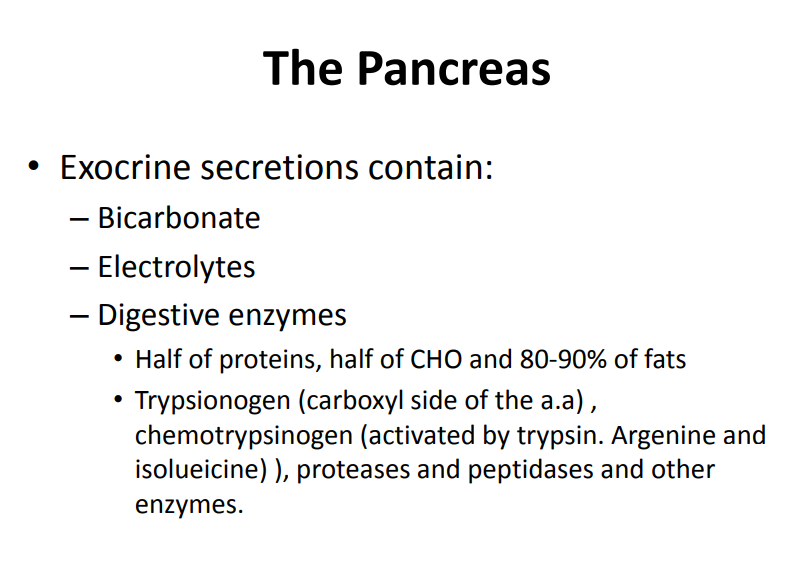 The Pancreas
• Exocrine secretions contain:
– Bicarbonate
– Electrolytes
– Digestive enzymes
• Half of proteins, half of CHO and 80-90% of fats
• Trypsionogen (carboxyl side of the a.a) ,
chemotrypsinogen (activated by trypsin. Argenine and
isolueicine) ), proteases and peptidases and other
enzymes.